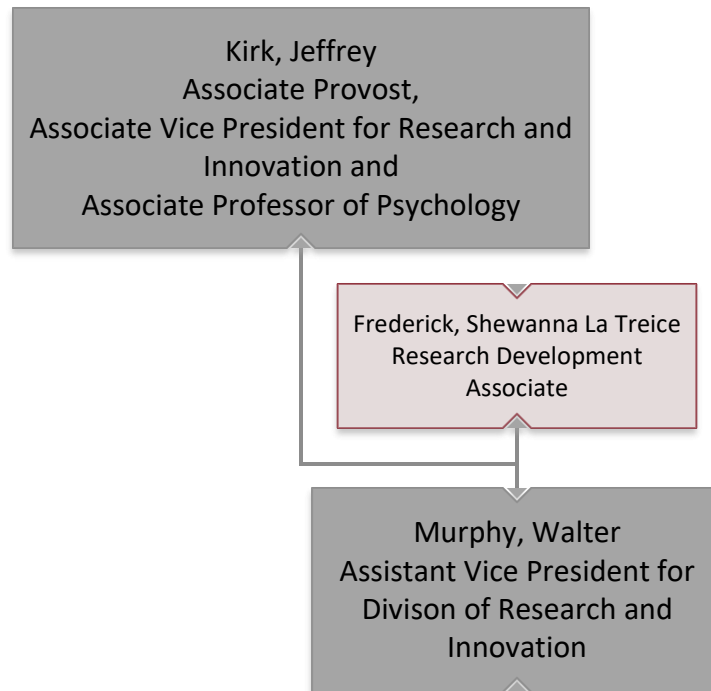 Kirk, Jeffrey
Associate Provost,
Associate Vice President for Research and
Innovation and
Associate Professor of Psychology
Frederick, Shewanna La Treice
Research Development
Associate
Murphy, Walter
Assistant Vice President for
Divison of Research and
Innovation